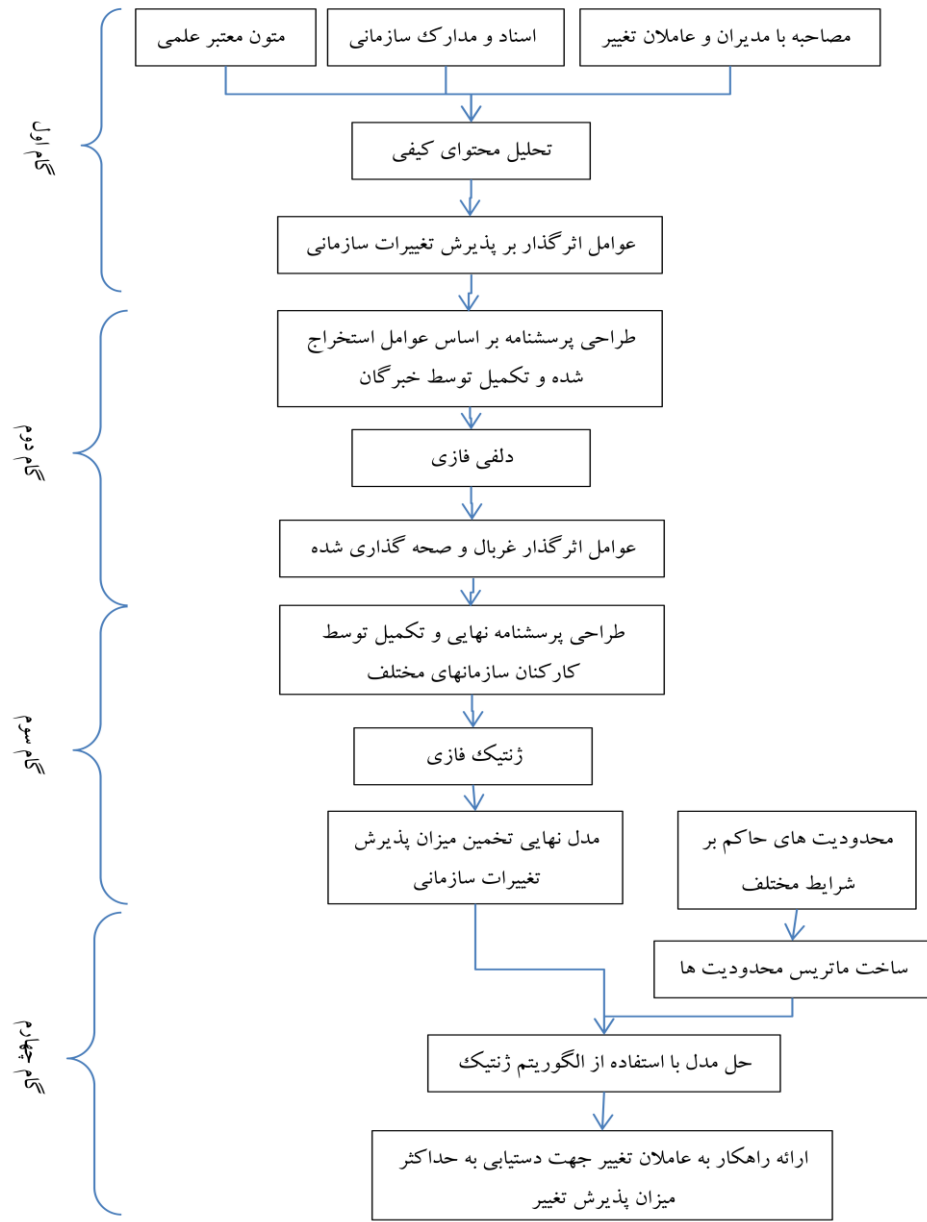 مصاحبه با مدیران و عاملان تغییر
اسناد و مدارک سازمانی
متون معتبر علمی
گام اول
تحلیل محتوای کیفی
عوامل اثرگذار بر پذیرش تغییرات سازمانی
گام دوم
طراحی پرسشنامه بر اساس عوامل استخراج
شده و تکمیل توسط خبرگان
دلفی فازی
عوامل اثرگذار غربال و صحه گذاری شده
گام سوم
طراحی پرسشنامه نهایی و تکمیل توسط
کارکنان سازمانهای مختلف
ژنتیک فازی
مدل نهایی تخمین میزان پذیرش
تغییرات سازمانی
محدودیت های حاکم بر
شرایط مختلف
گام چهارم
ساخت ماتریس محدودیت ها
حل مدل با استفاده از الگوریتم ژنتیک
ارائه راهکار به عاملان تغییر جهت دستیابی به حداکثر
میزان پذیرش تغییر